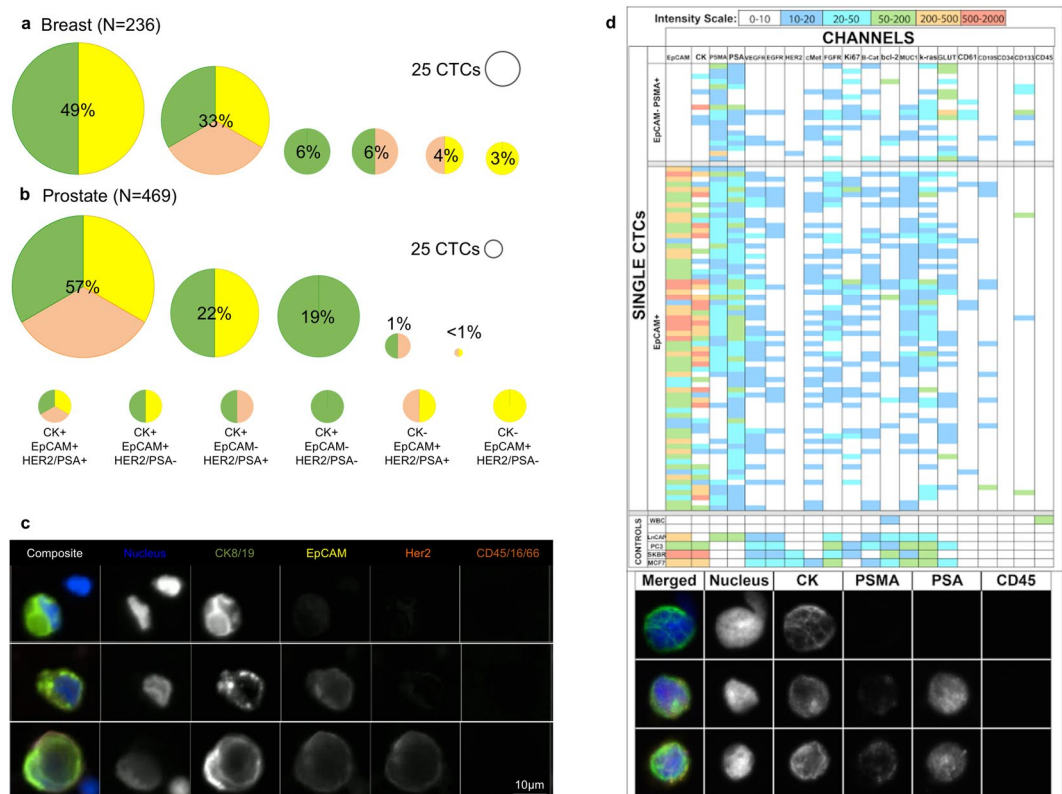 a Breast (N=236)
25 CTCs
49%
33%
6%
6%
4%
3%
b Prostate (N=469)
25 CTCs
57%
22%
19%
1%
<1%
CK+ EpCAM+ HER2/PSA+
CK+ EpCAM+ HER2/PSA-
CK+ EpCAM- HER2/PSA+
CK+ EpCAM- HER2/PSA-
CK- EpCAM+ HER2/PSA+
CK- EpCAM+ HER2/PSA-
c
Composite Nucleus CK8/19 EpCAM Her2 CD45/16/66
10µm
d
Intensity Scale: 0-10 10-20 20-50 50-200 200-500 500-2000
CHANNELS
EpCAM CK PSMA PSA VEGFR EGFR HER2 cMet FGFR Ki67 B-Cat bcl-2 MUC1 k-ras GLUT CD61 CD105 CD34 CD133 CD45
SINGLE CTCs
EpCAM- PSMA+
EpCAM+
CONTROLS
WBC
LnCAP
PC3
SKBR
MCF7
Merged Nucleus CK PSMA PSA CD45